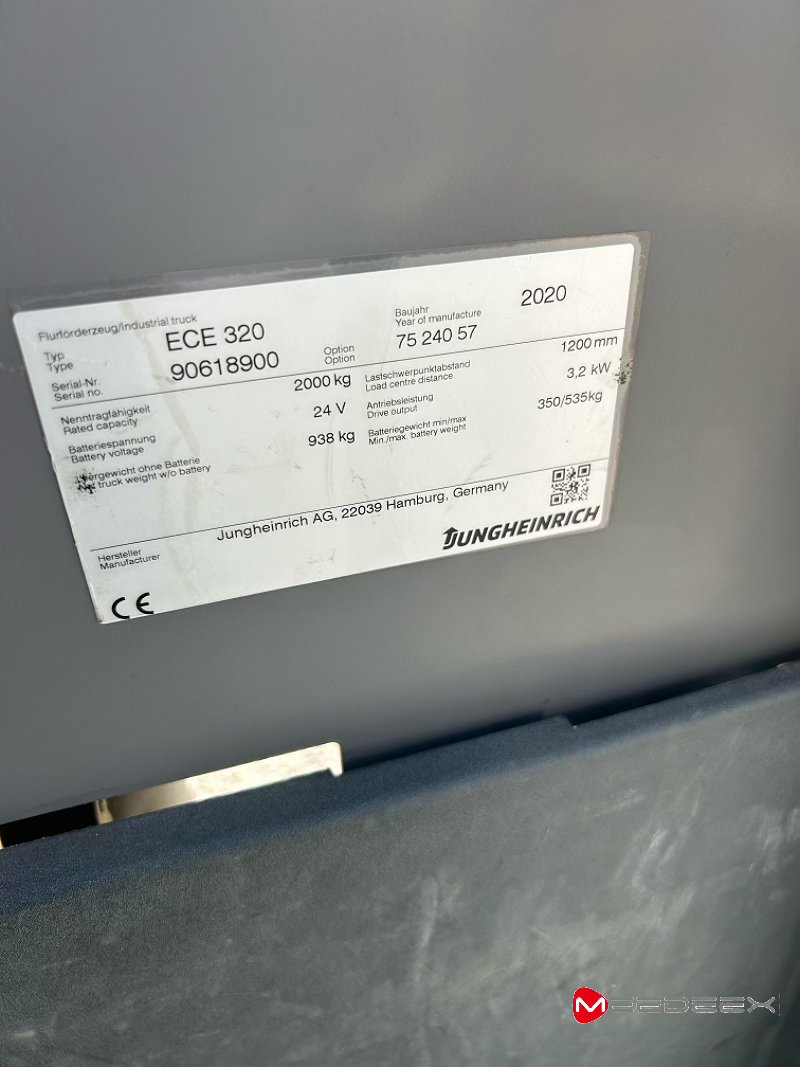 Flurförderzeug/Industrial truck
Typ
Type
ECE 320
Baujahr
Year of manufacture
2020
Serial-Nr.
Serial no.
90618900
Option
Option
75 240 57
Nenntragfähigkeit
Rated capacity
2000 kg
Lastschwerpunktabstand
Load centre distance
1200 mm
Batteriespannung
Battery voltage
24 V
Antriebsleistung
Drive output
3,2 kW
ergewicht ohne Batterie
truck weight w/o battery
938 kg
Batteriegewicht min/max
Min./max. battery weight
350/535kg
Hersteller
Manufacturer
Jungheinrich AG, 22039 Hamburg, Germany
JUNGHEINRICH
CE
MEEDEEX